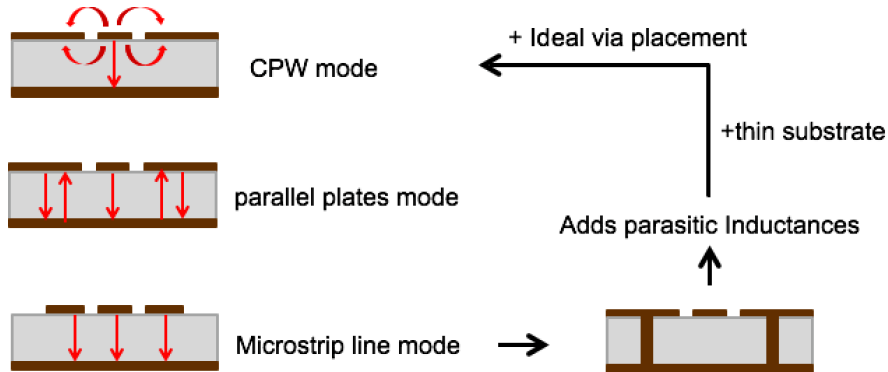 + Ideal via placement
CPW mode
+thin substrate
parallel plates mode
Adds parasitic Inductances
Microstrip line mode